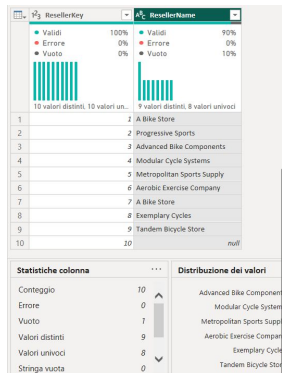 1²3 ResellerKey
AᴮC ResellerName
Validi 100%
Errore 0%
Vuoto 0%
Validi 90%
Errore 0%
Vuoto 10%
10 valori distinti, 10 valori un...
9 valori distinti, 8 valori univoci
1 1 A Bike Store
2 2 Progressive Sports
3 3 Advanced Bike Components
4 4 Modular Cycle Systems
5 5 Metropolitan Sports Supply
6 6 Aerobic Exercise Company
7 7 A Bike Store
8 8 Exemplary Cycles
9 9 Tandem Bicycle Store
10 10 null
Statistiche colonna ...
Conteggio 10
Errore 0
Vuoto 1
Valori distinti 9
Valori univoci 8
Stringa vuota 0
Distribuzione dei valori
Advanced Bike Component
Modular Cycle System
Metropolitan Sports Suppl
Aerobic Exercise Compan
Exemplary Cycle
Tandem Bicycle Stor